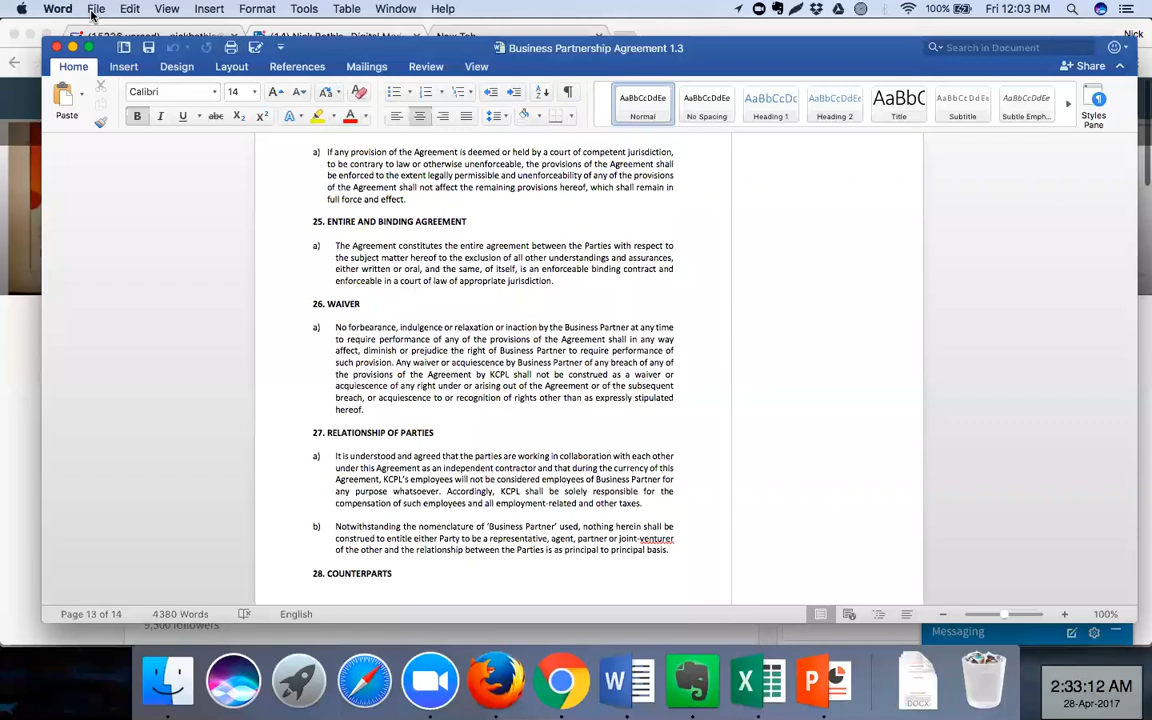 Word File Edit View Insert Format Tools Table Window Help 100% Fri 12:03 PM
Nick
Business Partnership Agreement 1.3
Search in Document
Home Insert Design Layout References Mailings Review View
Share
Paste
Calibri 14
AaBbCcDdEe AaBbCcDdEe AaBbCcDc AaBbCcDdEe AaBbC AaBbCcDdEe AaBbCcDdEe
Normal No Spacing Heading 1 Heading 2 Title Subtitle Subtle Emph...
Styles
Pane
a) If any provision of the Agreement is deemed or held by a court of competent jurisdiction,
to be contrary to law or otherwise unenforceable, the provisions of the Agreement shall
be enforced to the extent legally permissible and unenforceability of any of the provisions
of the Agreement shall not affect the remaining provisions hereof, which shall remain in
full force and effect.
25. ENTIRE AND BINDING AGREEMENT
a) The Agreement constitutes the entire agreement between the Parties with respect to
the subject matter hereof to the exclusion of all other understandings and assurances,
either written or oral, and the same, of itself, is an enforceable binding contract and
enforceable in a court of law of appropriate jurisdiction.
26. WAIVER
a) No forbearance, indulgence or relaxation or inaction by the Business Partner at any time
to require performance of any of the provisions of the Agreement shall in any way
affect, diminish or prejudice the right of Business Partner to require performance of
such provision. Any waiver or acquiescence by Business Partner of any breach of any of
the provisions of the Agreement by KCPL shall not be construed as a waiver or
acquiescence of any right under or arising out of the Agreement or of the subsequent
breach, or acquiescence to or recognition of rights other than as expressly stipulated
hereof.
27. RELATIONSHIP OF PARTIES
a) It is understood and agreed that the parties are working in collaboration with each other
under this Agreement as an independent contractor and that during the currency of this
Agreement, KCPL's employees will not be considered employees of Business Partner for
any purpose whatsoever. Accordingly, KCPL shall be solely responsible for the
compensation of such employees and all employment-related and other taxes.
b) Notwithstanding the nomenclature of 'Business Partner' used, nothing herein shall be
construed to entitle either Party to be a representative, agent, partner or joint-venturer
of the other and the relationship between the Parties is as principal to principal basis.
28. COUNTERPARTS
Page 13 of 14 4380 Words English 100%
9,500 followers
Messaging
DOCX
2:33:12 AM
28-Apr-2017